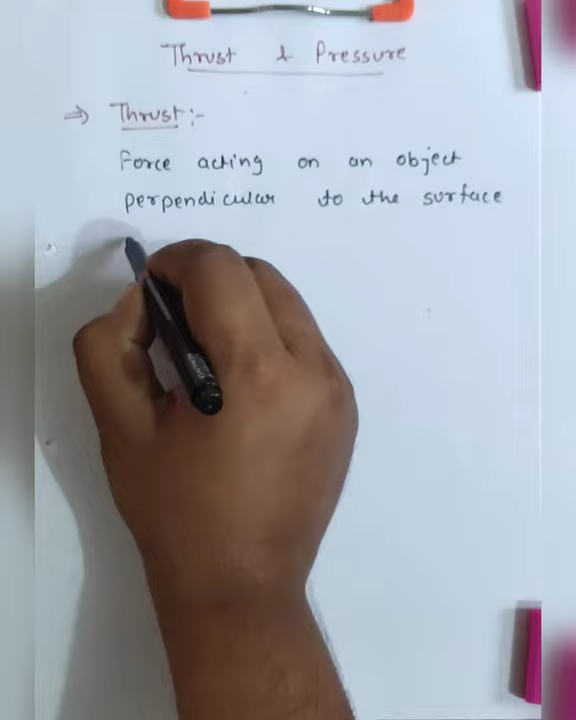 Thrust & Pressure
⇒ Thrust :-
Force acting on an object
perpendicular to the surface